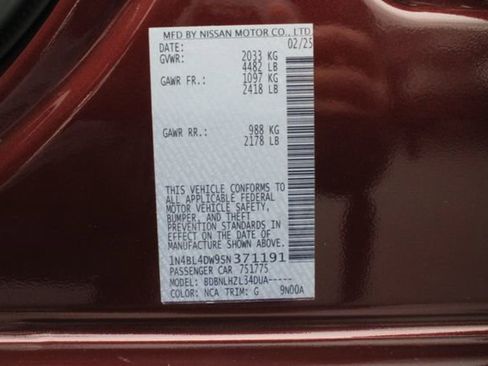 MFD BY NISSAN MOTOR CO., LTD
DATE: 02/25
GVWR: 2033 KG
4482 LB
GAWR FR.: 1097 KG
2418 LB
GAWR RR.: 988 KG
2178 LB
THIS VEHICLE CONFORMS TO
ALL APPLICABLE FEDERAL
MOTOR VEHICLE SAFETY,
BUMPER, AND THEFT
PREVENTION STANDARDS IN
EFFECT ON THE DATE OF
MANUFACTURE SHOWN ABOVE.
1N4BL4DW9SN371191
PASSENGER CAR 751775
MODEL: BDBNLHZL34DUA-----
COLOR: NCA TRIM: G 9N00A